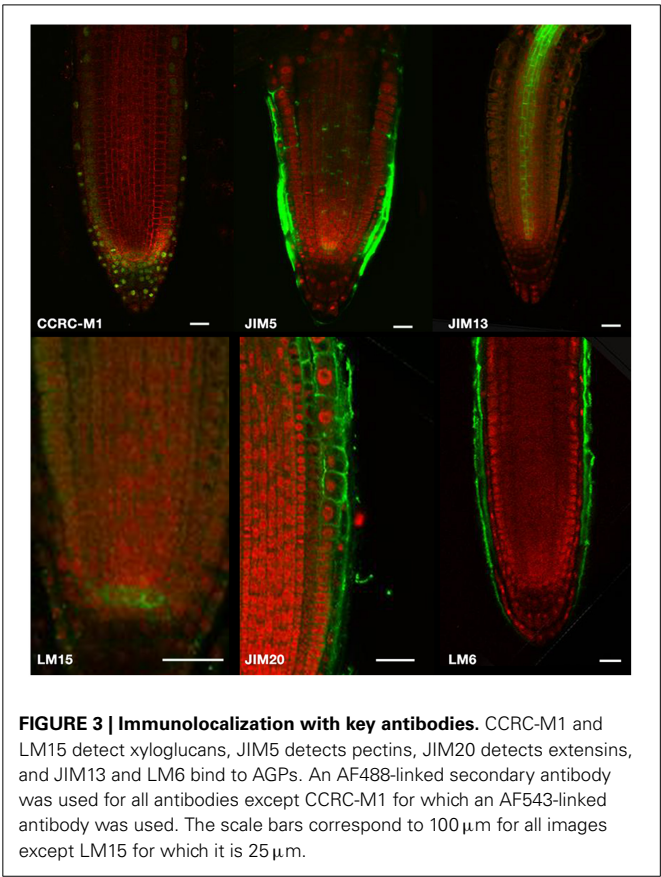 CCRC-M1
JIM5
JIM13
LM15
JIM20
LM6
FIGURE 3 | Immunolocalization with key antibodies. CCRC-M1 and
LM15 detect xyloglucans, JIM5 detects pectins, JIM20 detects extensins,
and JIM13 and LM6 bind to AGPs. An AF488-linked secondary antibody
was used for all antibodies except CCRC-M1 for which an AF543-linked
antibody was used. The scale bars correspond to 100 μm for all images
except LM15 for which it is 25 μm.